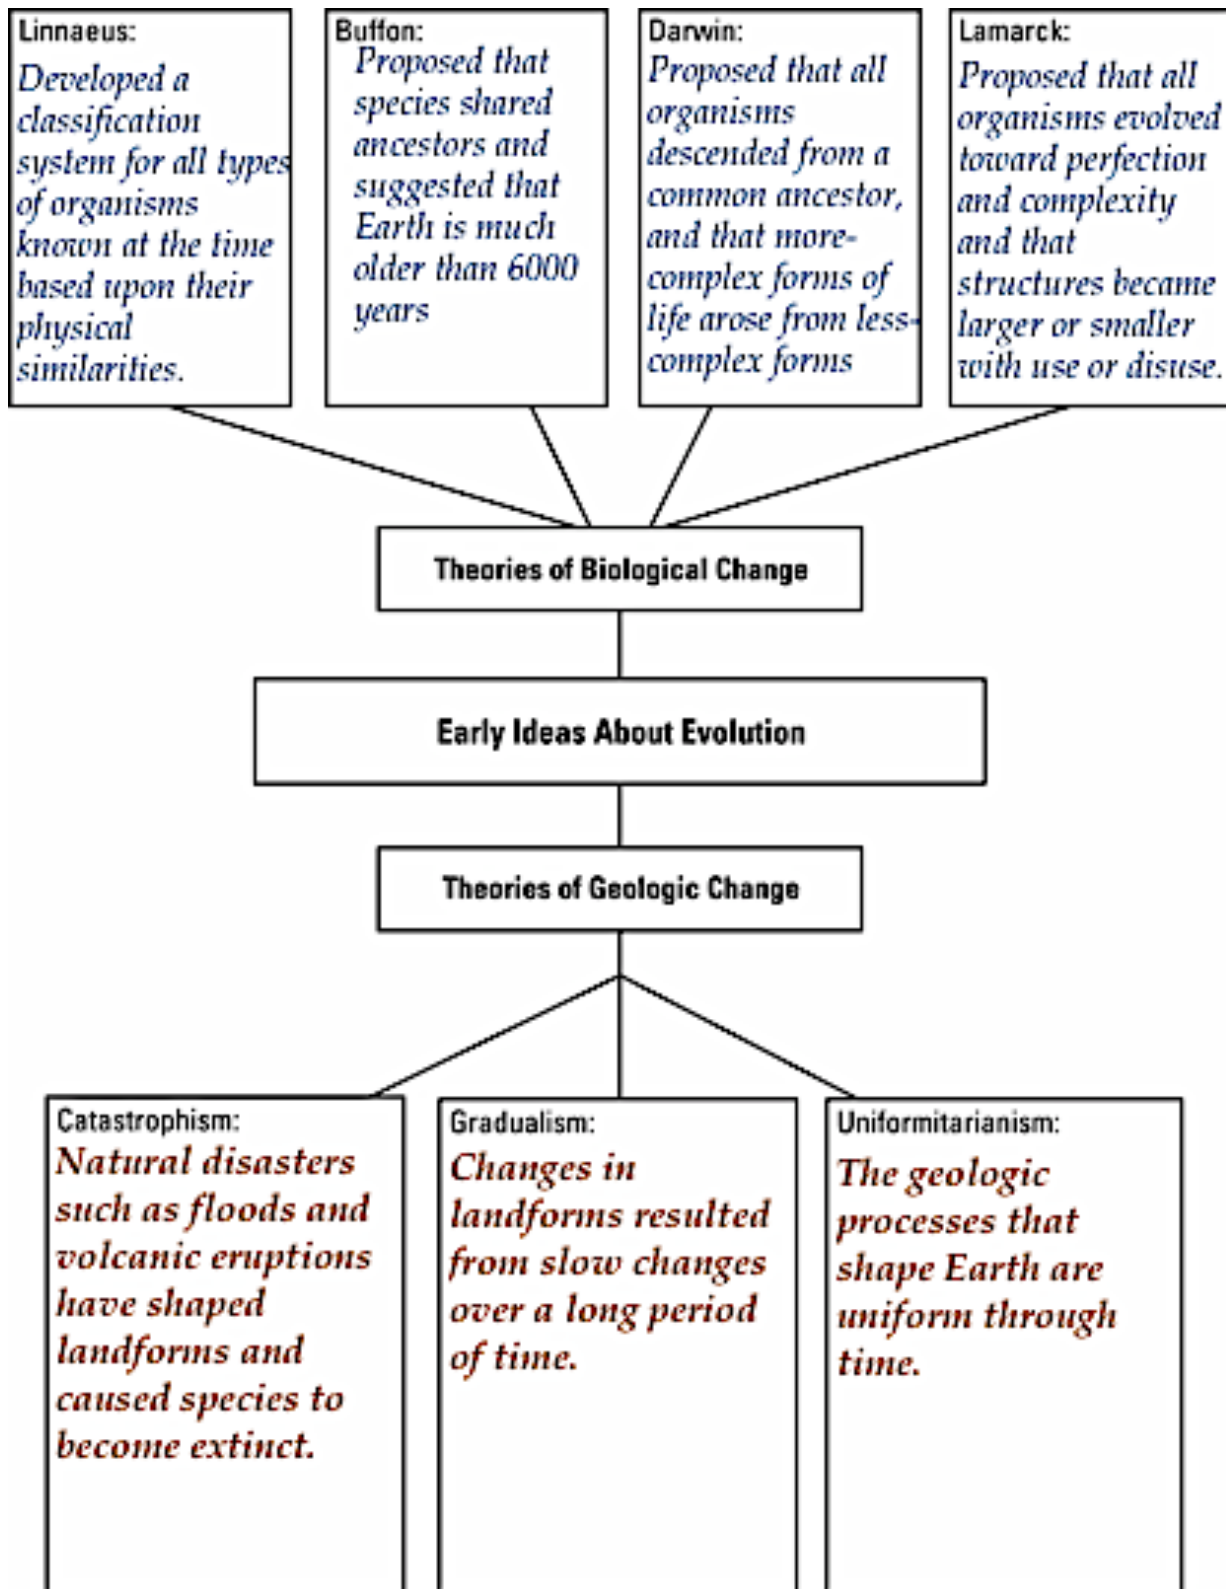 Linnaeus:
Developed a
classification
system for all types
of organisms
known at the time
based upon their
physical
similarities.
Buffon:
Proposed that
species shared
ancestors and
suggested that
Earth is much
older than 6000
years
Darwin:
Proposed that all
organisms
descended from a
common ancestor,
and that more-
complex forms of
life arose from less-
complex forms
Lamarck:
Proposed that all
organisms evolved
toward perfection
and complexity
and that
structures became
larger or smaller
with use or disuse.
Theories of Biological Change
Early Ideas About Evolution
Theories of Geologic Change
Catastrophism:
Natural disasters
such as floods and
volcanic eruptions
have shaped
landforms and
caused species to
become extinct.
Gradualism:
Changes in
landforms resulted
from slow changes
over a long period
of time.
Uniformitarianism:
The geologic
processes that
shape Earth are
uniform through
time.